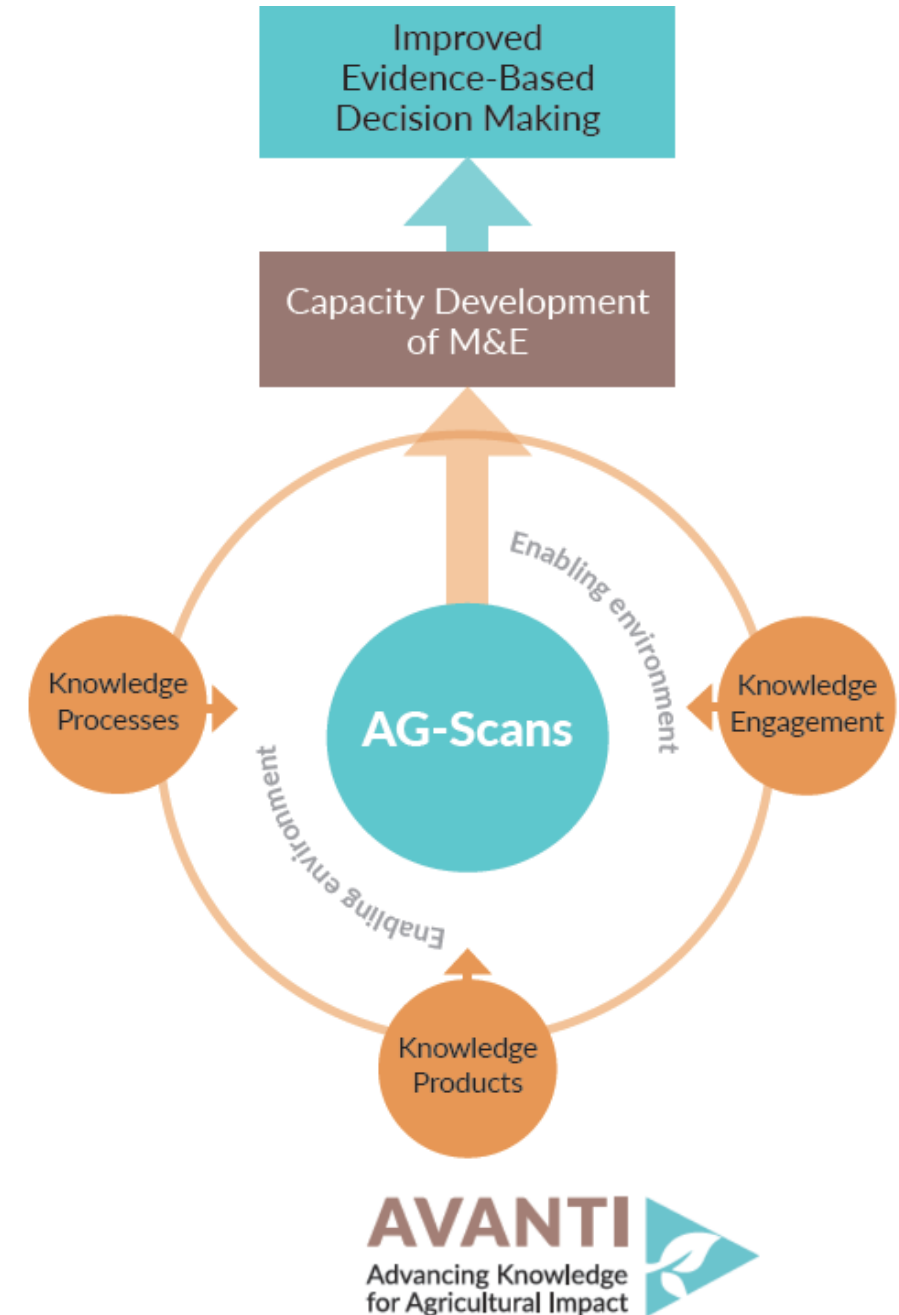 Improved
Evidence-Based
Decision Making
Capacity Development
of M&E
Enabling environment
Knowledge
Processes
AG-Scans
Knowledge
Engagement
Enabling environment
Knowledge
Products
AVANTI
Advancing Knowledge
for Agricultural Impact